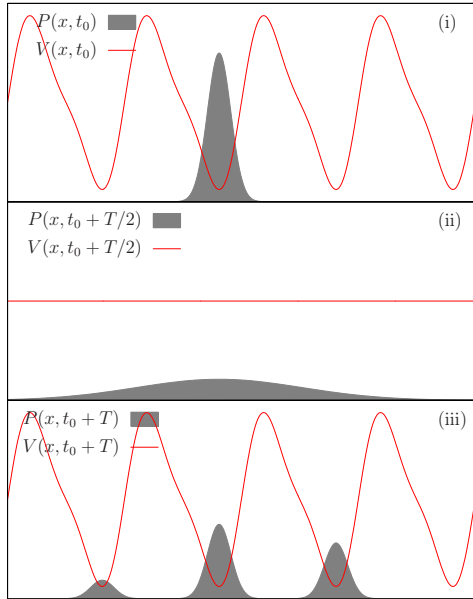 P(x, t₀)
(i)
V(x, t₀)
P(x, t₀ + T/2)
(ii)
V(x, t₀ + T/2)
P(x, t₀ + T)
(iii)
V(x, t₀ + T)